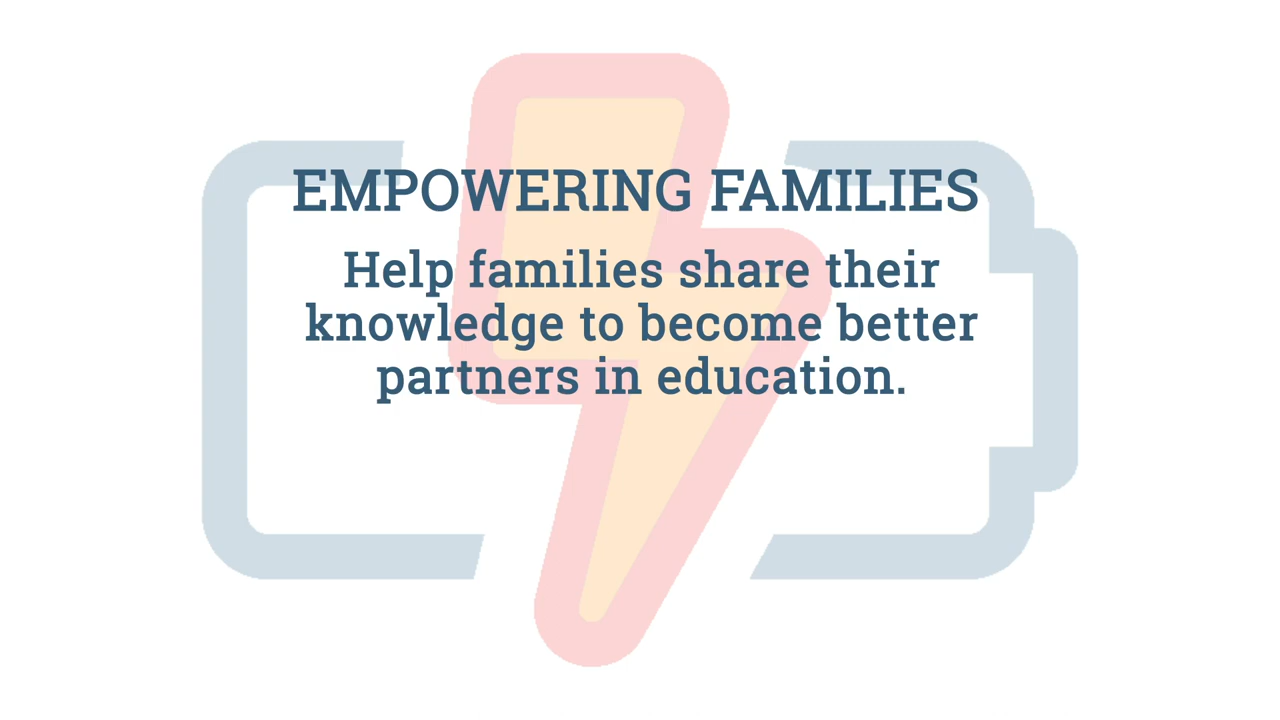 EMPOWERING FAMILIES
Help families share their
knowledge to become better
partners in education.